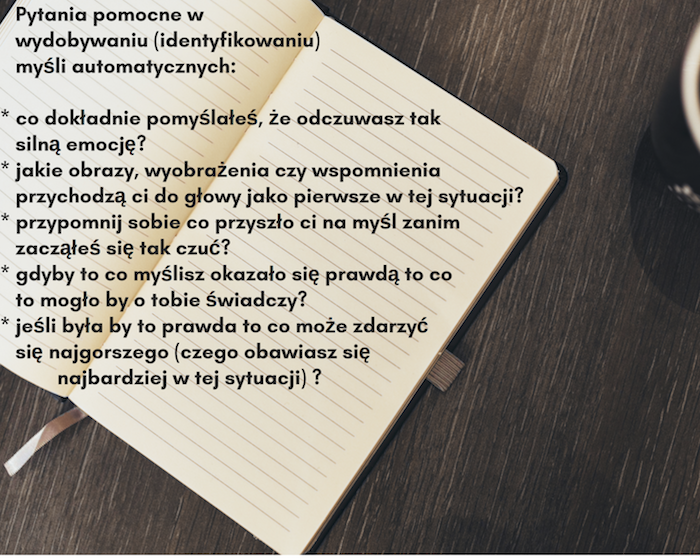 Pytania pomocne w
wydobywaniu (identyfikowaniu)
myśli automatycznych:
* co dokładnie pomyślałeś, że odczuwasz tak
silną emocję?
* jakie obrazy, wyobrażenia czy wspomnienia
przychodzą ci do głowy jako pierwsze w tej sytuacji?
* przypomnij sobie co przyszło ci na myśl zanim
zacząłeś się tak czuć?
* gdyby to co myślisz okazało się prawdą to co
to mogło by o tobie świadczy?
* jeśli była by to prawda to co może zdarzyć
się najgorszego (czego obawiasz się
najbardziej w tej sytuacji) ?